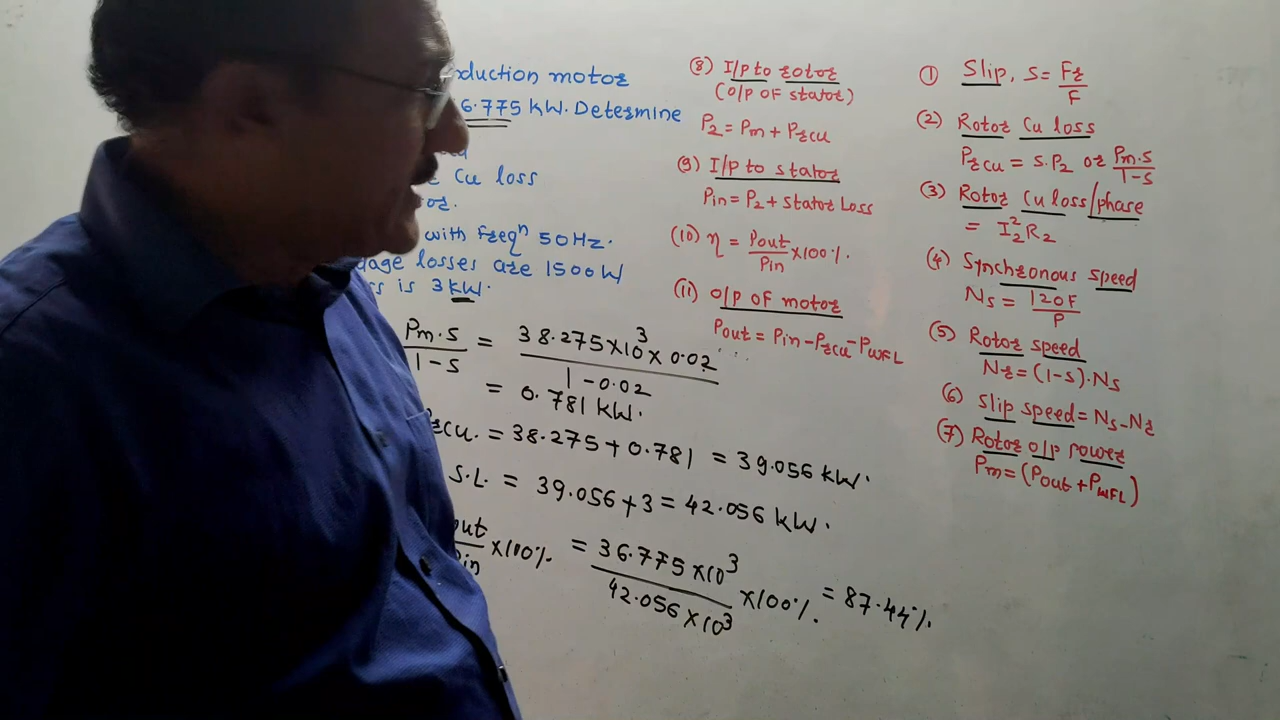 duction motor
6.775 KW. Determine
Cu loss
with Freqⁿ 50Hz.
age losses are 1500W
is 3kW.
Pm.S/1-S = 38.275×10³×0.02/1-0.02
= 0.781 KW.
rcu. = 38.275+0.781 = 39.056 KW.
S.L. = 39.056+3 = 42.056 KW.
out/Pin ×100% = 36.775×10³/42.056×10³ ×100% = 87.44%.
(8) I/P to rotor
(O/P OF stator)
P₂ = Pm + Prcu
(9) I/P to stator
Pin = P₂ + Stator Loss
(10) η = Pout/Pin ×100%.
(11) O/P OF motor
Pout = Pin - Prcu - PWFL
(1) Slip, S = Fr/F
(2) Rotor Cu loss
Prcu = S.P₂ or Pm.S/1-S
(3) Rotor Cu loss/phase
= I₂²R₂
(4) Synchronous speed
Ns = 120F/P
(5) Rotor speed
Nr = (1-s).Ns
(6) Slip speed = Ns-Nr
(7) Rotor o/p power
Pm = (Pout + PWFL)